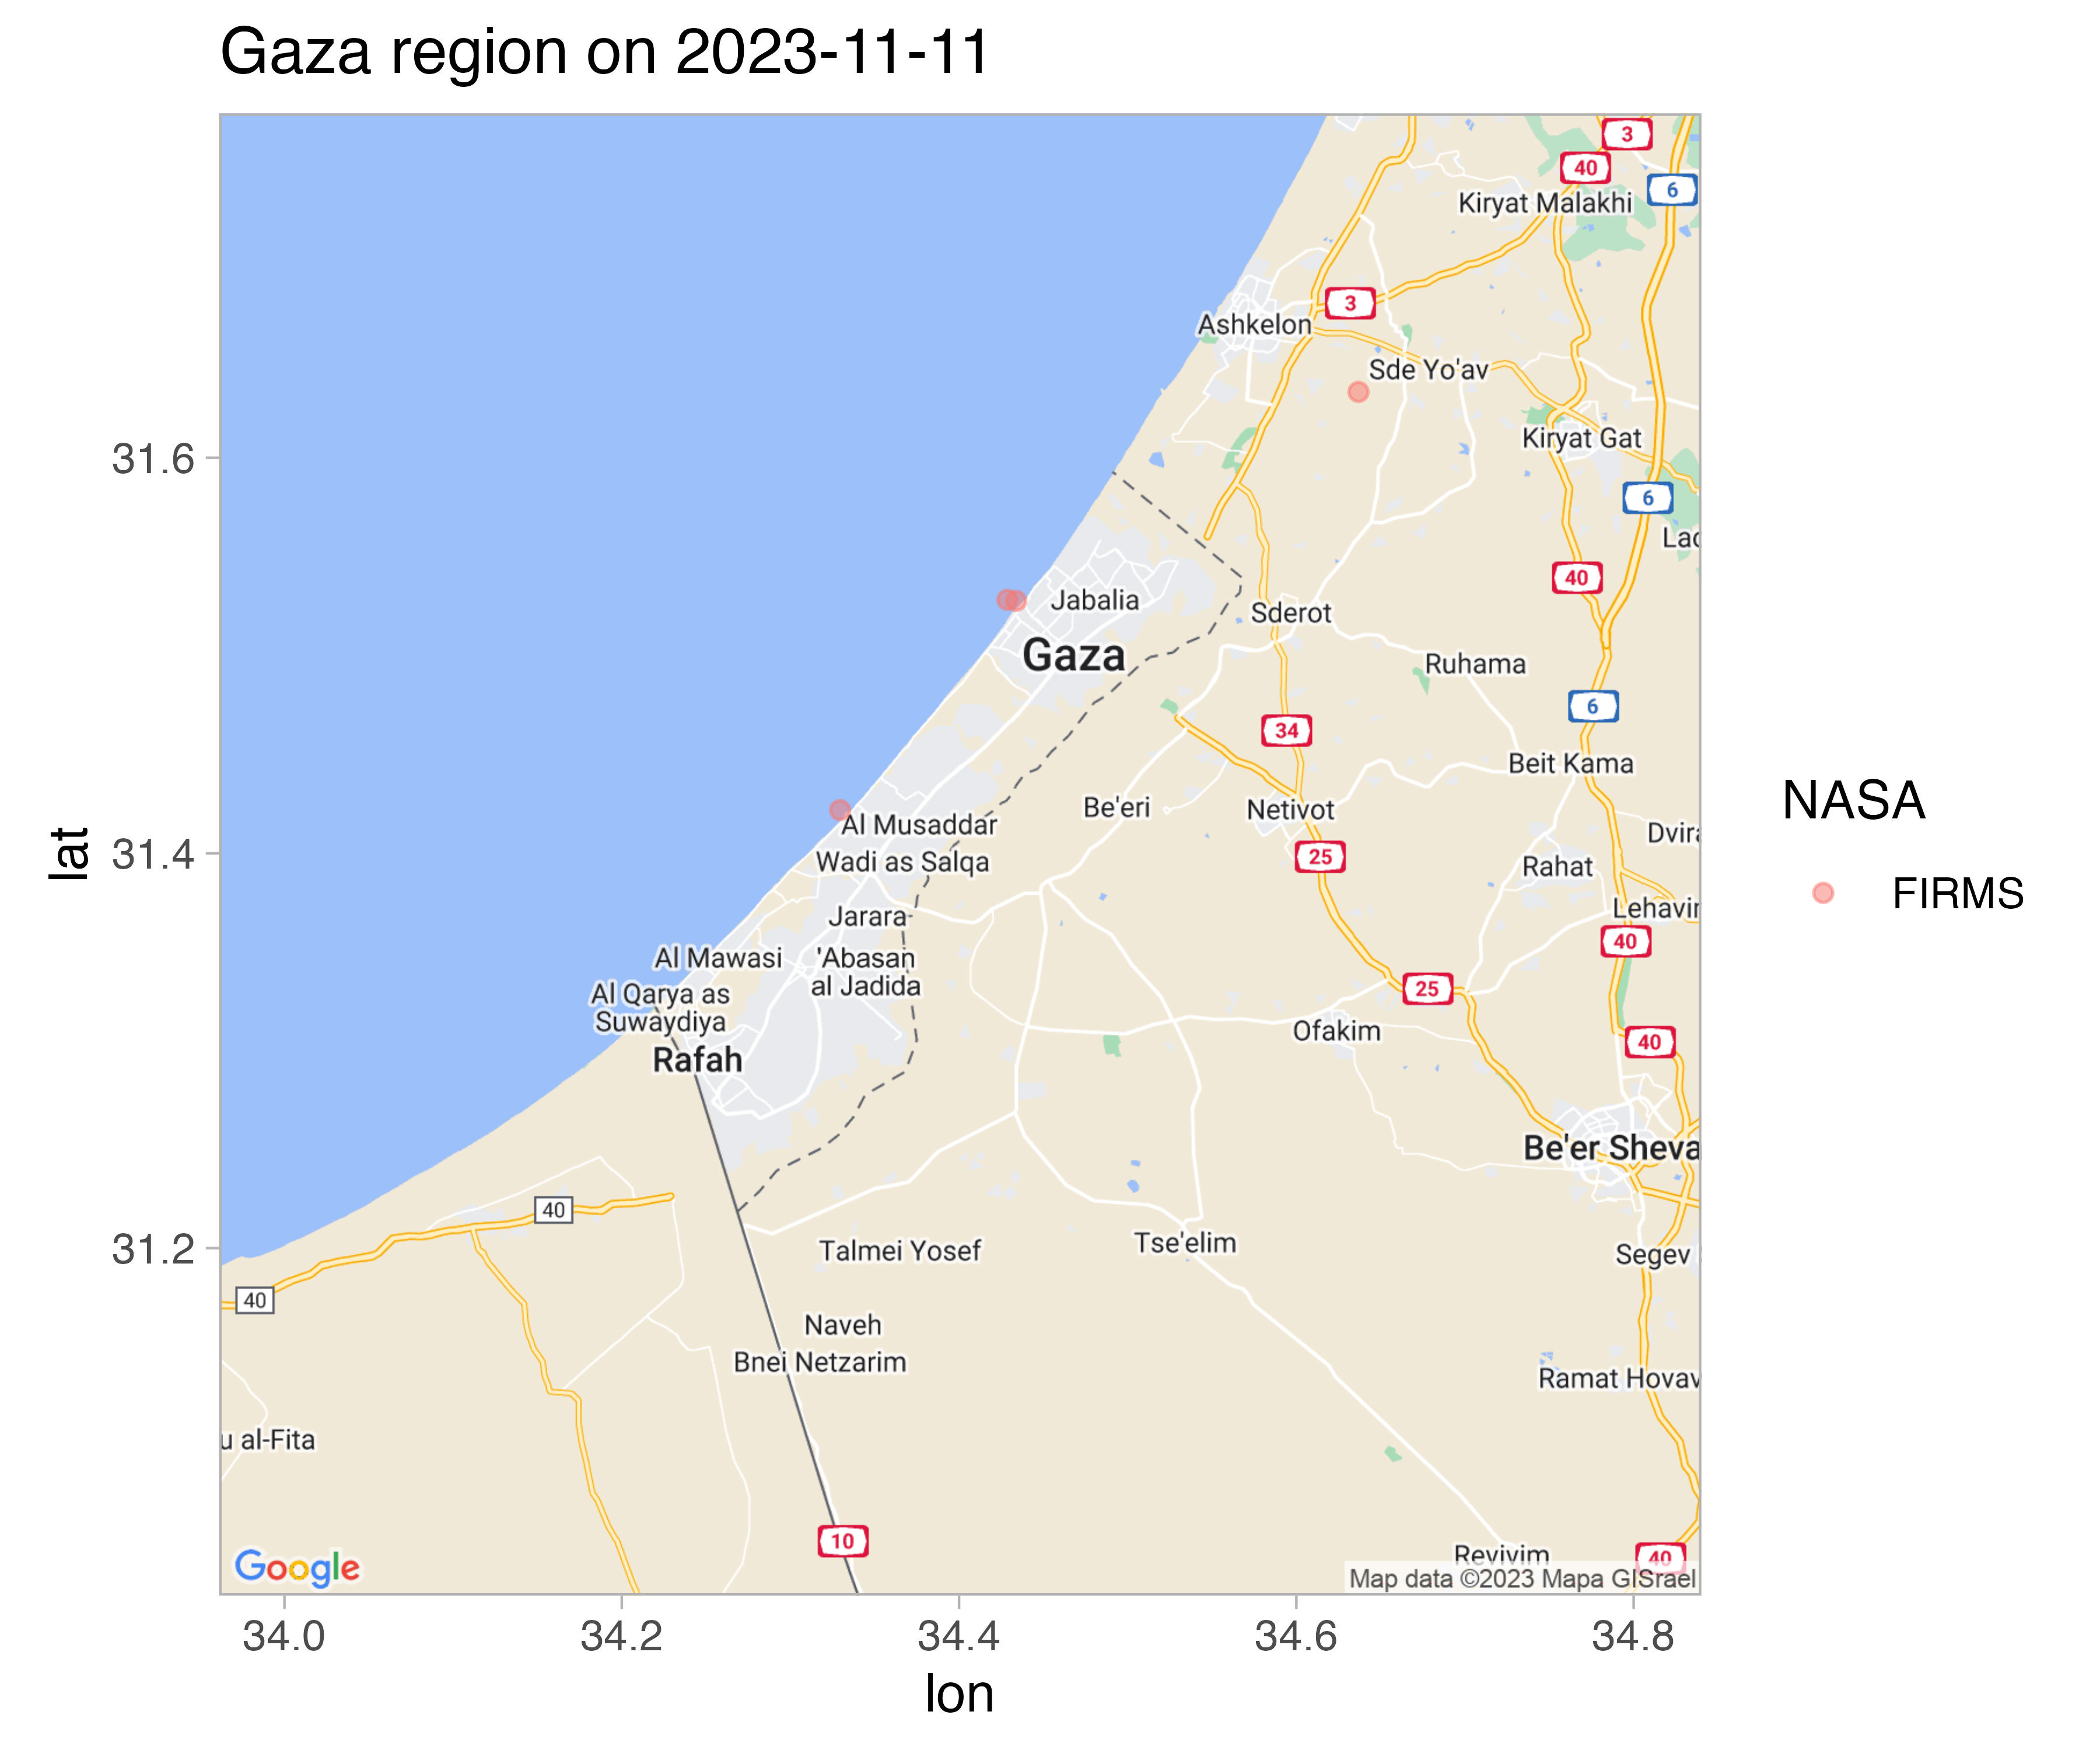 Gaza region on 2023-11-11
3
40
6
Kiryat Malakhi
3
Ashkelon
Sde Yo'av
Kiryat Gat
31.6
6
Lac
40
Jabalia
Sderot
Gaza
Ruhama
6
34
Beit Kama
NASA
Be'eri
Netivot
Al Musaddar
Dvira
lat
31.4
25
Wadi as Salqa
Rahat
FIRMS
Jarara
Lehavim
40
Al Mawasi
'Abasan
al Jadida
25
Al Qarya as
Suwaydiya
Ofakim
40
Rafah
Be'er Sheva
40
31.2
Talmei Yosef
Tse'elim
Segev
40
Naveh
Bnei Netzarim
Ramat Hovav
u al-Fita
10
Revivim
40
Google
Map data ©2023 Mapa GISrael
34.0
34.2
34.4
34.6
34.8
lon